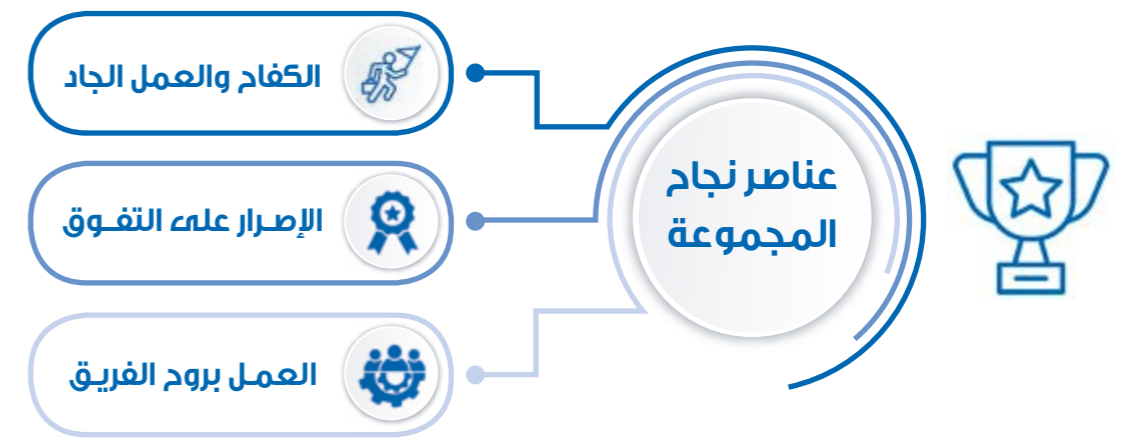 عناصر نجاح
المجموعة
الكفاح والعمل الجاد
الإصرار على التفوق
العمل بروح الفريق